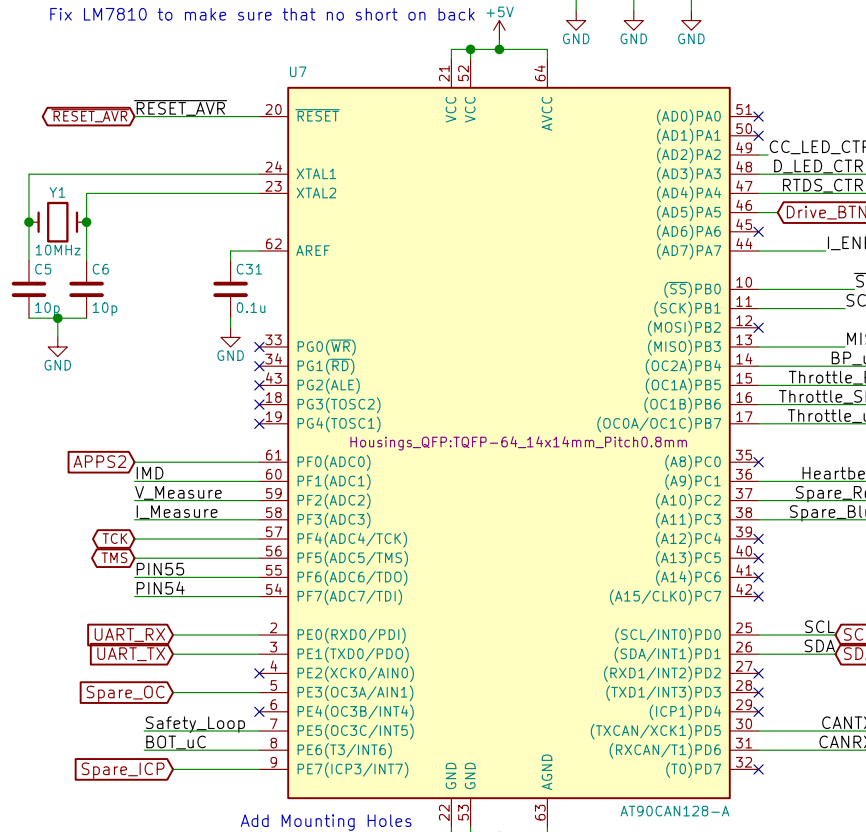 Fix LM7810 to make sure that no short on back
+5V
GND GND GND
U7
21 VCC
52 VCC
64 AVCC
RESET_AVR RESET_AVR 20 RESET
24 XTAL1
23 XTAL2
Y1
10MHz
C5 C6
10p 10p
GND
62 AREF
C31
0.1u
GND
33 PG0(WR)
34 PG1(RD)
43 PG2(ALE)
18 PG3(TOSC2)
19 PG4(TOSC1)
Housings_QFP:TQFP-64_14x14mm_Pitch0.8mm
APPS2 61 PF0(ADC0)
IMD 60 PF1(ADC1)
V_Measure 59 PF2(ADC2)
I_Measure 58 PF3(ADC3)
TCK 57 PF4(ADC4/TCK)
TMS 56 PF5(ADC5/TMS)
PIN55 55 PF6(ADC6/TDO)
PIN54 54 PF7(ADC7/TDI)
UART_RX 2 PE0(RXD0/PDI)
UART_TX 3 PE1(TXD0/PDO)
4 PE2(XCK0/AIN0)
Spare_OC 5 PE3(OC3A/AIN1)
6 PE4(OC3B/INT4)
Safety_Loop 7 PE5(OC3C/INT5)
BOT_uC 8 PE6(T3/INT6)
Spare_ICP 9 PE7(ICP3/INT7)
(AD0)PA0 51
(AD1)PA1 50
(AD2)PA2 49 CC_LED_CTR
(AD3)PA3 48 D_LED_CTR
(AD4)PA4 47 RTDS_CTR
(AD5)PA5 46 Drive_BTN
(AD6)PA6 45
(AD7)PA7 44 I_EN
(SS)PB0 10 S
(SCK)PB1 11 SC
(MOSI)PB2 12
(MISO)PB3 13 MI
(OC2A)PB4 14 BP_u
(OC1A)PB5 15 Throttle_
(OC1B)PB6 16 Throttle_S
(OC0A/OC1C)PB7 17 Throttle_u
(A8)PC0 35
(A9)PC1 36 Heartbe
(A10)PC2 37 Spare_R
(A11)PC3 38 Spare_Bl
(A12)PC4 39
(A13)PC5 40
(A14)PC6 41
(A15/CLKO)PC7 42
(SCL/INT0)PD0 25 SCL SC
(SDA/INT1)PD1 26 SDA SD
(RXD1/INT2)PD2 27
(TXD1/INT3)PD3 28
(ICP1)PD4 29
(TXCAN/XCK1)PD5 30 CANT
(RXCAN/T1)PD6 31 CANR
(T0)PD7 32
GND 22
GND 53
AGND 63
AT90CAN128-A
Add Mounting Holes